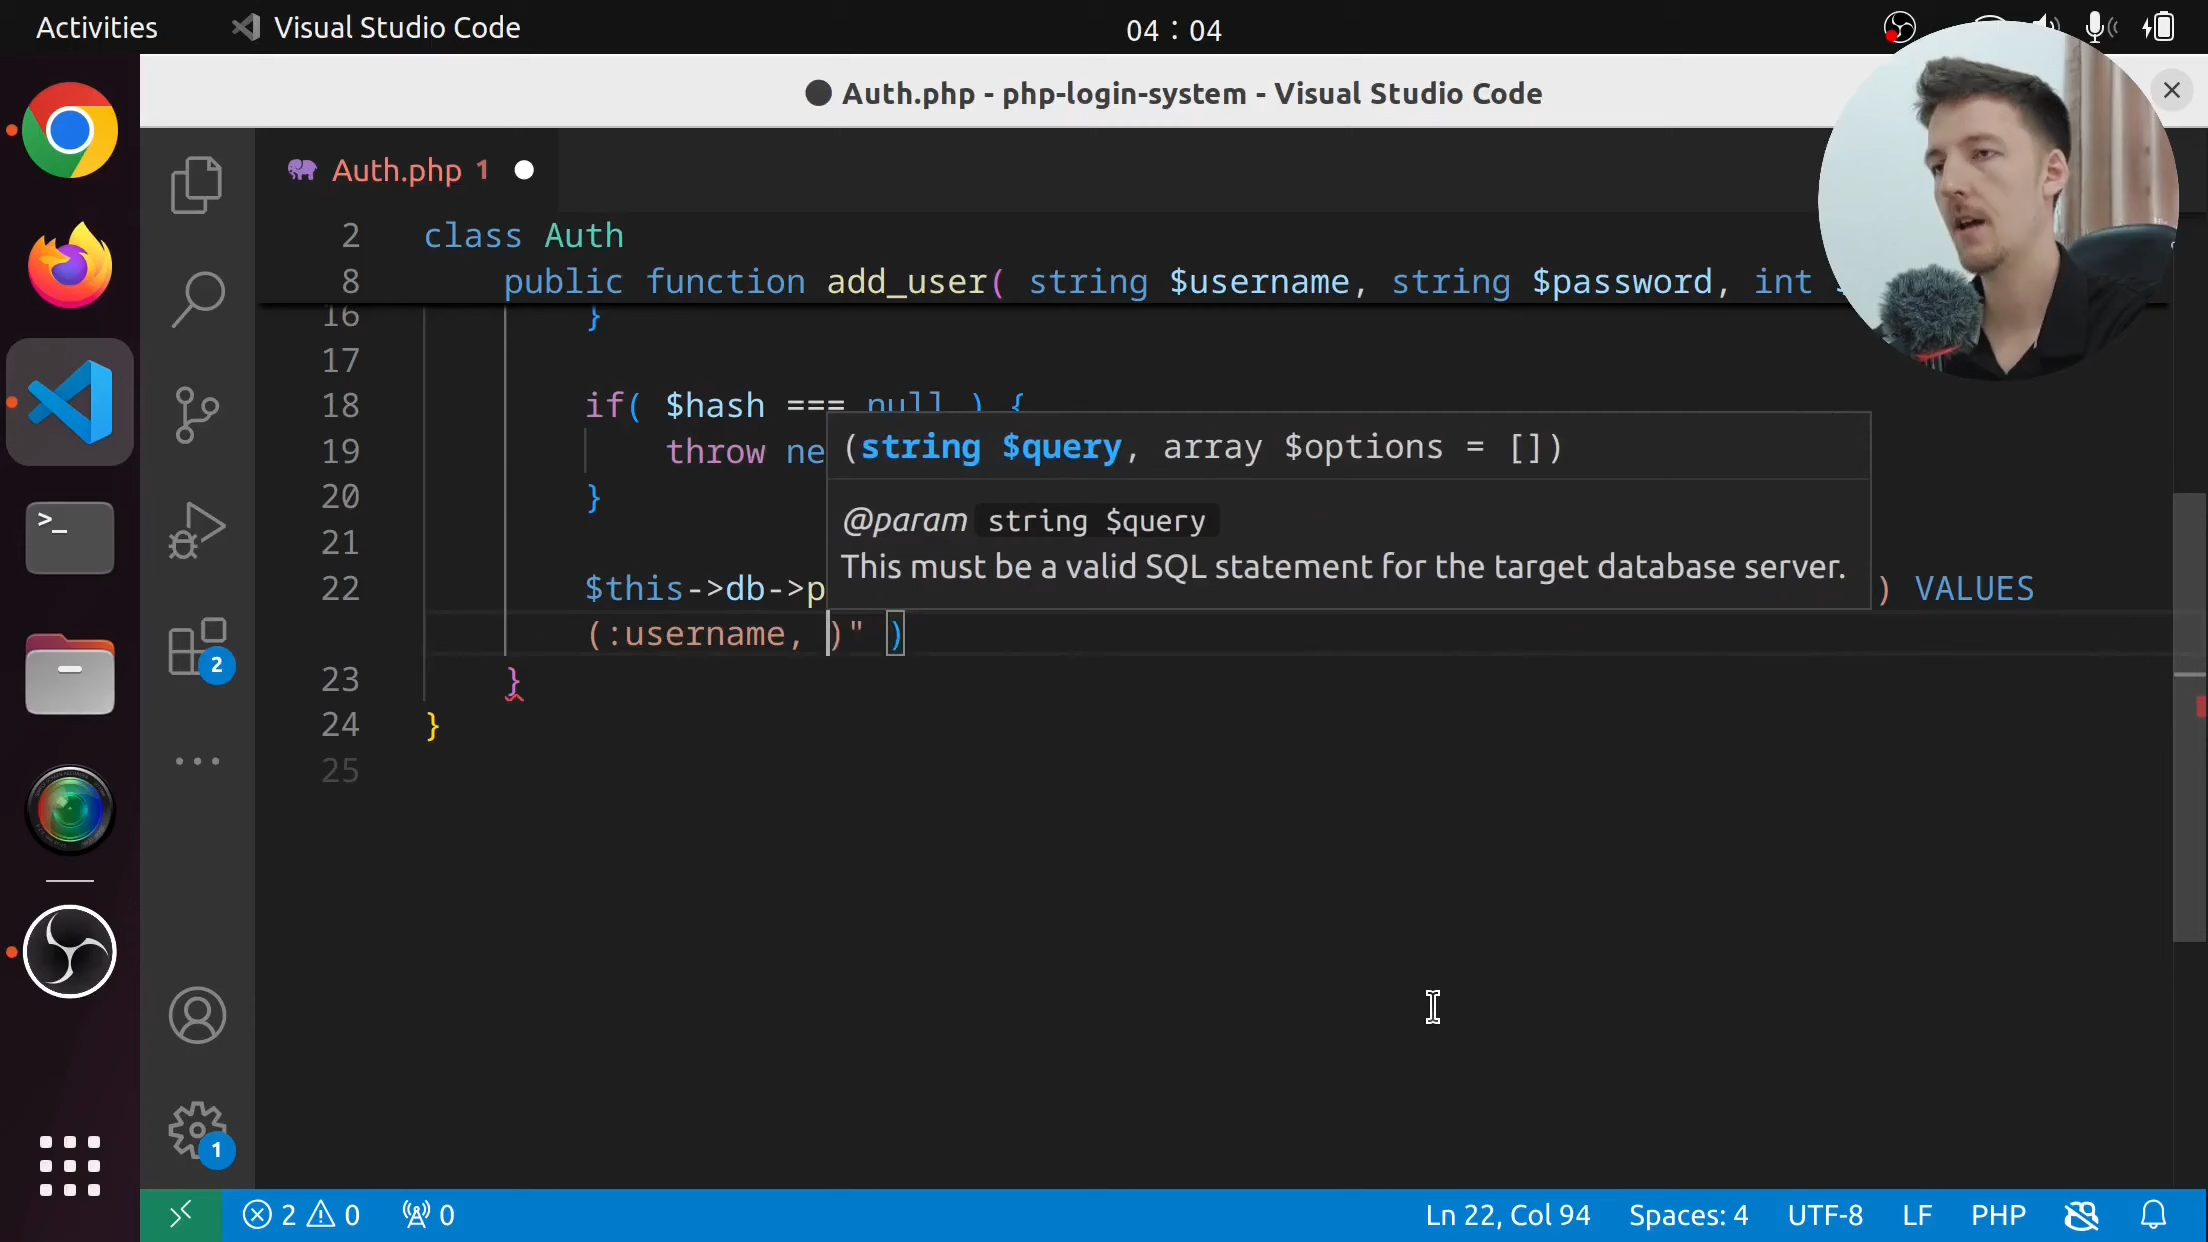 Activities
Visual Studio Code
04 : 04
Auth.php - php-login-system - Visual Studio Code
Auth.php 1
2 class Auth
8 public function add_user( string $username, string $password, int
16 }
17
18 if( $hash === null ) {
19 throw ne
20 }
21
22 $this->db->p
) VALUES
(:username, )" )
23 }
24 }
25
(string $query, array $options = [])
@param string $query
This must be a valid SQL statement for the target database server.
>_
2
1
2 0
0
Ln 22, Col 94
Spaces: 4
UTF-8
LF
PHP